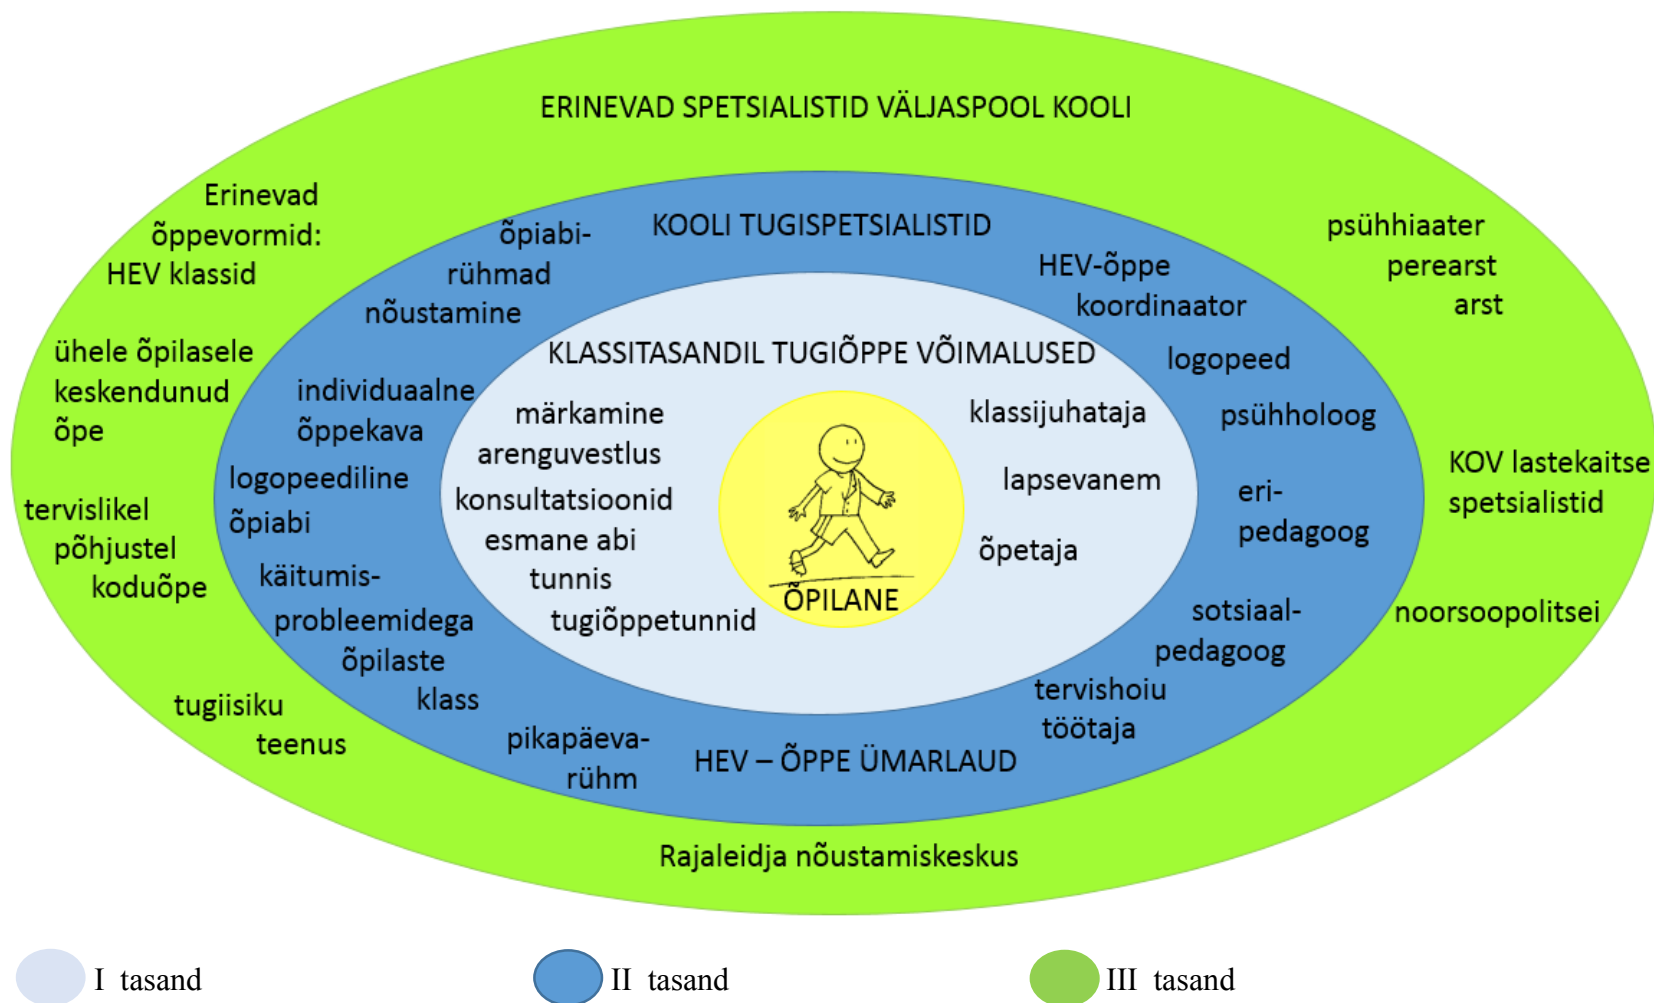 ERINEVAD SPETSIALISTID VÄLJASPOOL KOOLI
Erinevad
õppevormid:
HEV klassid
ühele õpilasele
keskendunud
õpe
tervislikel
põhjustel
koduõpe
tugiisiku
teenus
psühhiaater
perearst
arst
KOV lastekaitse
spetsialistid
noorsoopolitsei
Rajaleidja nõustamiskeskus
KOOLI TUGISPETSIALISTID
õpiabi-
rühmad
nõustamine
individuaalne
õppekava
logopeediline
õpiabi
käitumis-
probleemidega
õpilaste
klass
pikapäeva-
rühm
HEV-õppe
koordinaator
logopeed
psühholoog
eri-
pedagoog
sotsiaal-
pedagoog
tervishoiu
töötaja
HEV – ÕPPE ÜMARLAUD
KLASSITASANDIL TUGIÕPPE VÕIMALUSED
märkamine
arenguvestlus
konsultatsioonid
esmane abi
tunnis
tugiõppetunnid
klassijuhataja
lapsevanem
õpetaja
ÕPILANE
I tasand
II tasand
III tasand